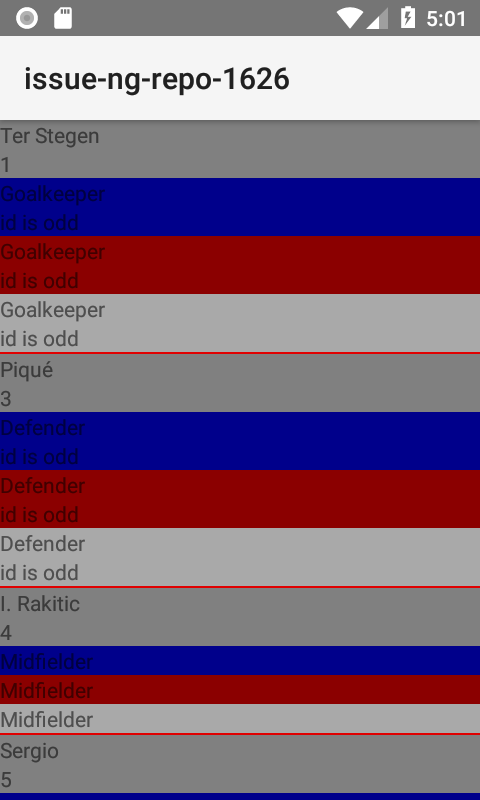 5:01
issue-ng-repo-1626
Ter Stegen
1
Goalkeeper
id is odd
Goalkeeper
id is odd
Goalkeeper
id is odd
Piqué
3
Defender
id is odd
Defender
id is odd
Defender
id is odd
I. Rakitic
4
Midfielder
Midfielder
Midfielder
Sergio
5